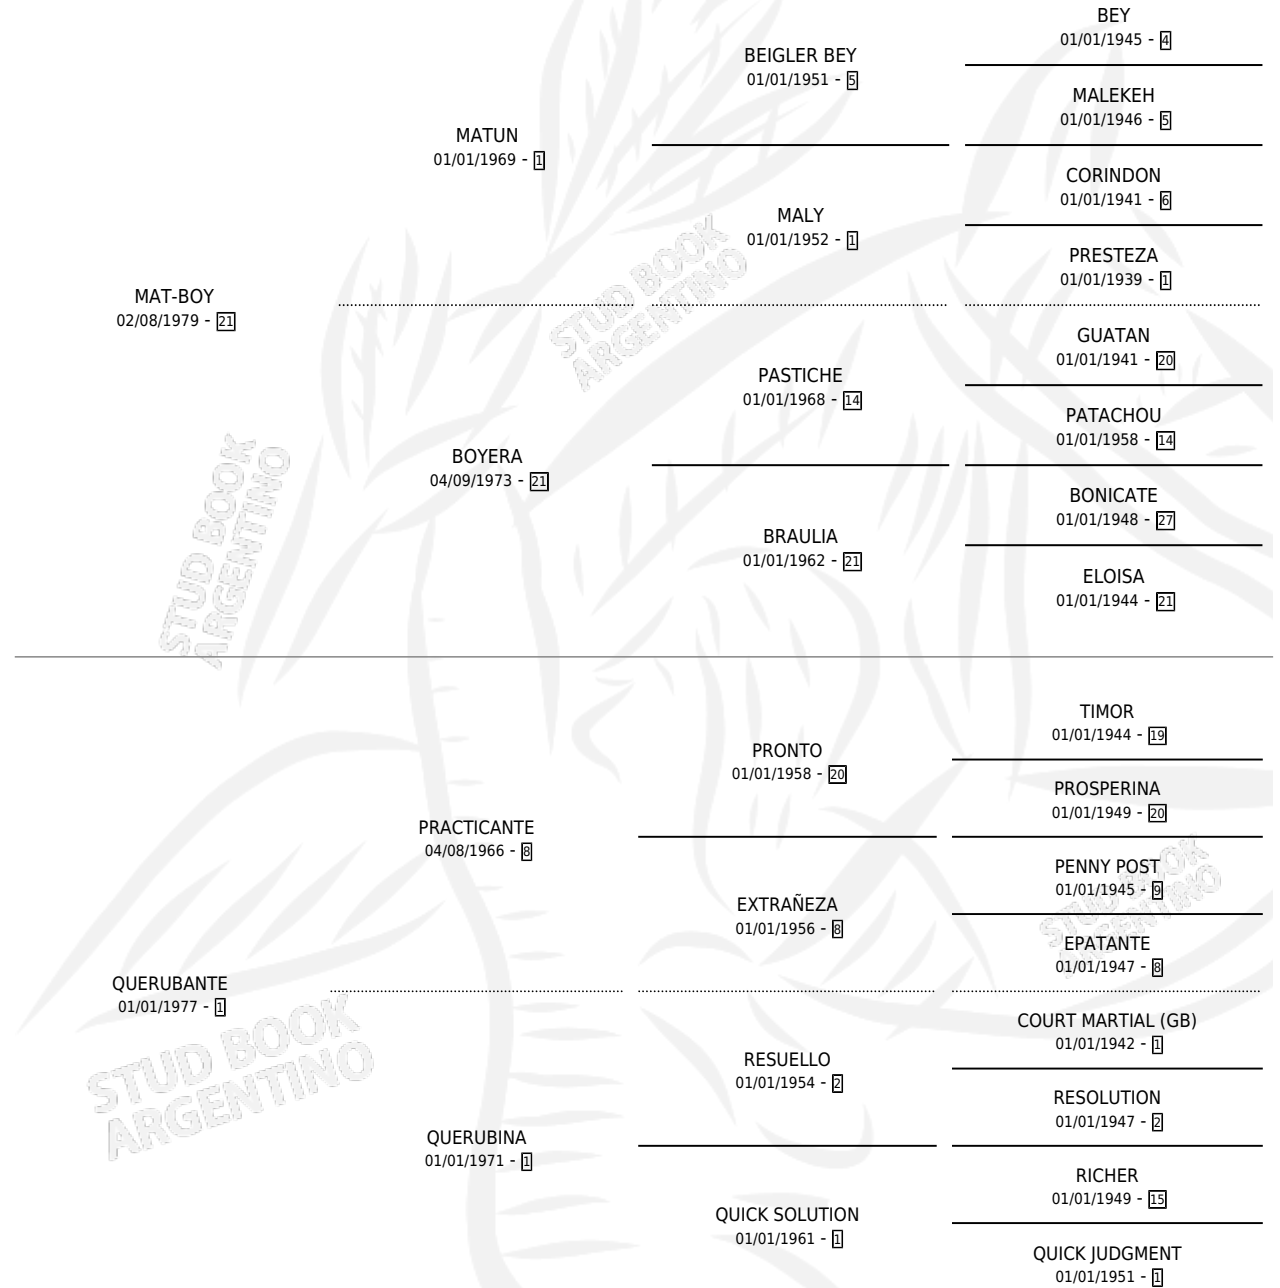 BEY
01/01/1945 - 4
BEIGLER BEY
01/01/1951 - 5
MALEKEH
01/01/1946 - 5
MATUN
01/01/1969 - 1
CORINDON
01/01/1941 - 6
MALY
01/01/1952 - 1
PRESTEZA
01/01/1939 - 1
MAT-BOY
02/08/1979 - 21
GUATAN
01/01/1941 - 20
PASTICHE
01/01/1968 - 14
PATACHOU
01/01/1958 - 14
BOYERA
04/09/1973 - 21
BONICATE
01/01/1948 - 27
BRAULIA
01/01/1962 - 21
ELOISA
01/01/1944 - 21
TIMOR
01/01/1944 - 19
PRONTO
01/01/1958 - 20
PROSPERINA
01/01/1949 - 20
PRACTICANTE
04/08/1966 - 8
PENNY POST
01/01/1945 - 9
EXTRAÑEZA
01/01/1956 - 8
EPATANTE
01/01/1947 - 8
QUERUBANTE
01/01/1977 - 1
COURT MARTIAL (GB)
01/01/1942 - 1
RESUELLO
01/01/1954 - 2
RESOLUTION
01/01/1947 - 2
QUERUBINA
01/01/1971 - 1
RICHER
01/01/1949 - 15
QUICK SOLUTION
01/01/1961 - 1
QUICK JUDGMENT
01/01/1951 - 1
STUD BOOK
ARGENTINO
STUD BOOK
ARGENTINO
STUD BOOK
ARGENTINO
STUD BOOK
ARGENTINO